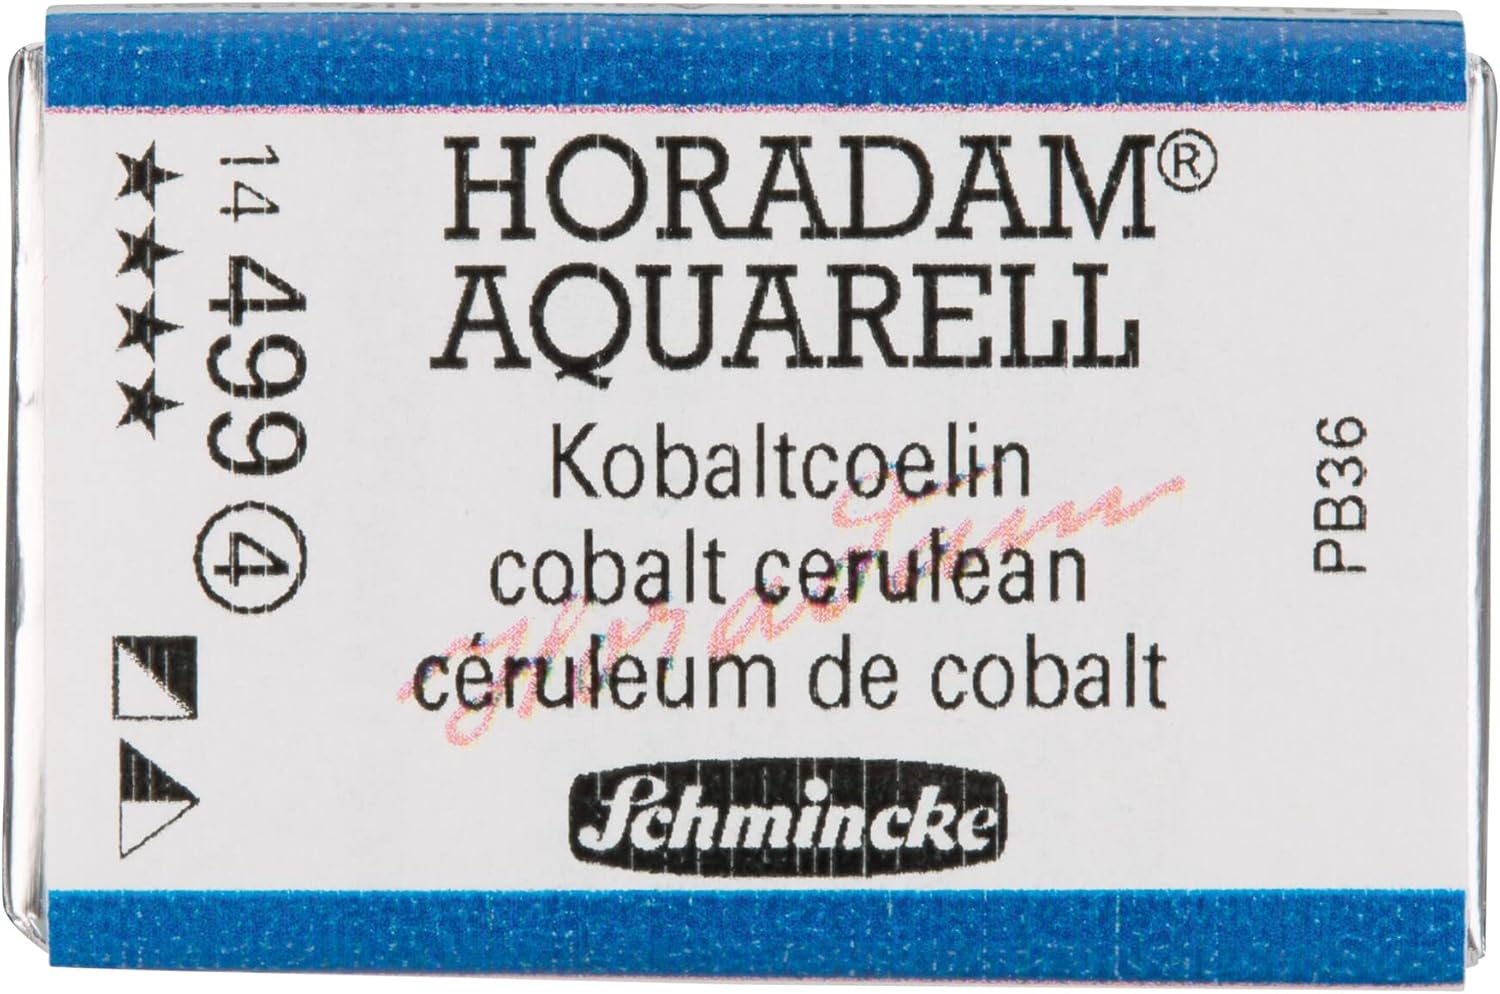 HORADAM®
AQUARELL
Kobaltcoelin
cobalt cerulean
céruleum de cobalt
Schmincke
14 499 4
PB36